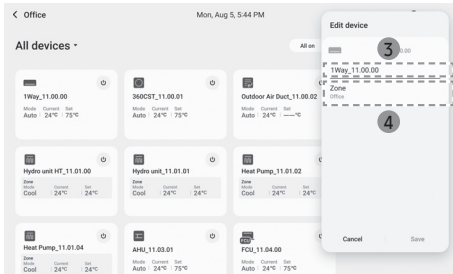 Office
Mon, Aug 5, 5:44 PM
All devices
All on
1Way_11.00.00
Mode Current Set
Auto 24°C 75°C
360CST_11.00.01
Mode Current Set
Auto 24°C 75°C
Outdoor Air Duct_11.00.02
Mode Current Set
Auto 24°C ——°C
Hydro unit HT_11.01.00
Zone
Mode Current Set
Cool 24°C 24°C
Hydro unit_11.01.01
Zone
Mode Current Set
Cool 24°C 24°C
Heat Pump_11.01.02
Zone
Mode Current Set
Cool 24°C 24°C
Heat Pump_11.01.04
Zone
Mode Current Set
Cool 24°C 24°C
AHU_11.03.01
Mode Current Set
Auto 24°C 75°C
FCU
FCU_11.04.00
Mode Current Set
Auto 24°C 75°C
Edit device
3
0.00
1Way_11.00.00
Zone
Office
4
Cancel
Save